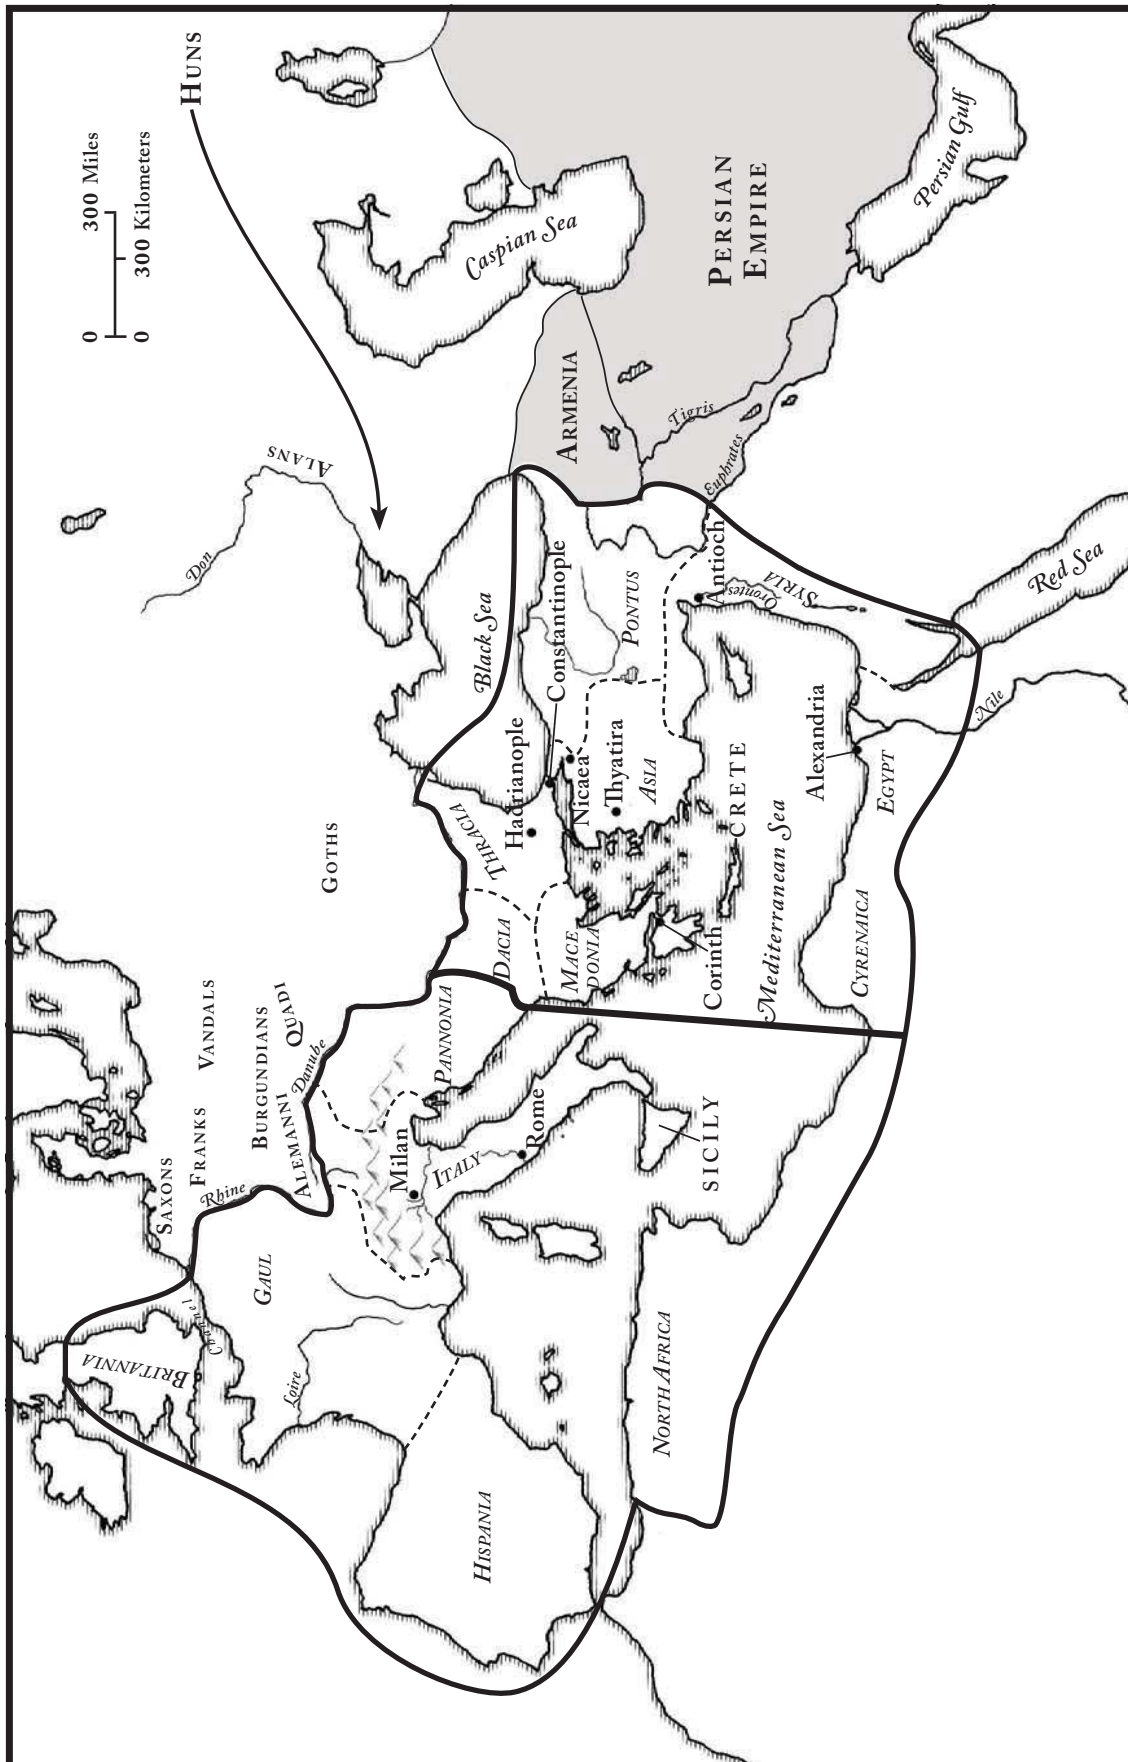 0 300 Miles
0 300 Kilometers
HUNS
ALANS
Don
GOTHS
VANDALS
BURGUNDIANS
QUADI
FRANKS
ALEMANNI
SAXONS
Danube
Rhine
Channel
BRITANNIA
GAUL
Loire
HISPANIA
Milan
ITALY
Rome
PANNONIA
SICILY
NORTH AFRICA
DACIA
THRACIA
MACE
DONIA
Hadrianople
Constantinople
Nicaea
Thyatira
ASIA
PONTUS
Black Sea
Caspian Sea
ARMENIA
PERSIAN
EMPIRE
Persian Gulf
Tigris
Euphrates
Antioch
Orontes
SYRIA
Red Sea
Nile
Alexandria
EGYPT
CRETE
Mediterranean Sea
Corinth
CYRENAICA